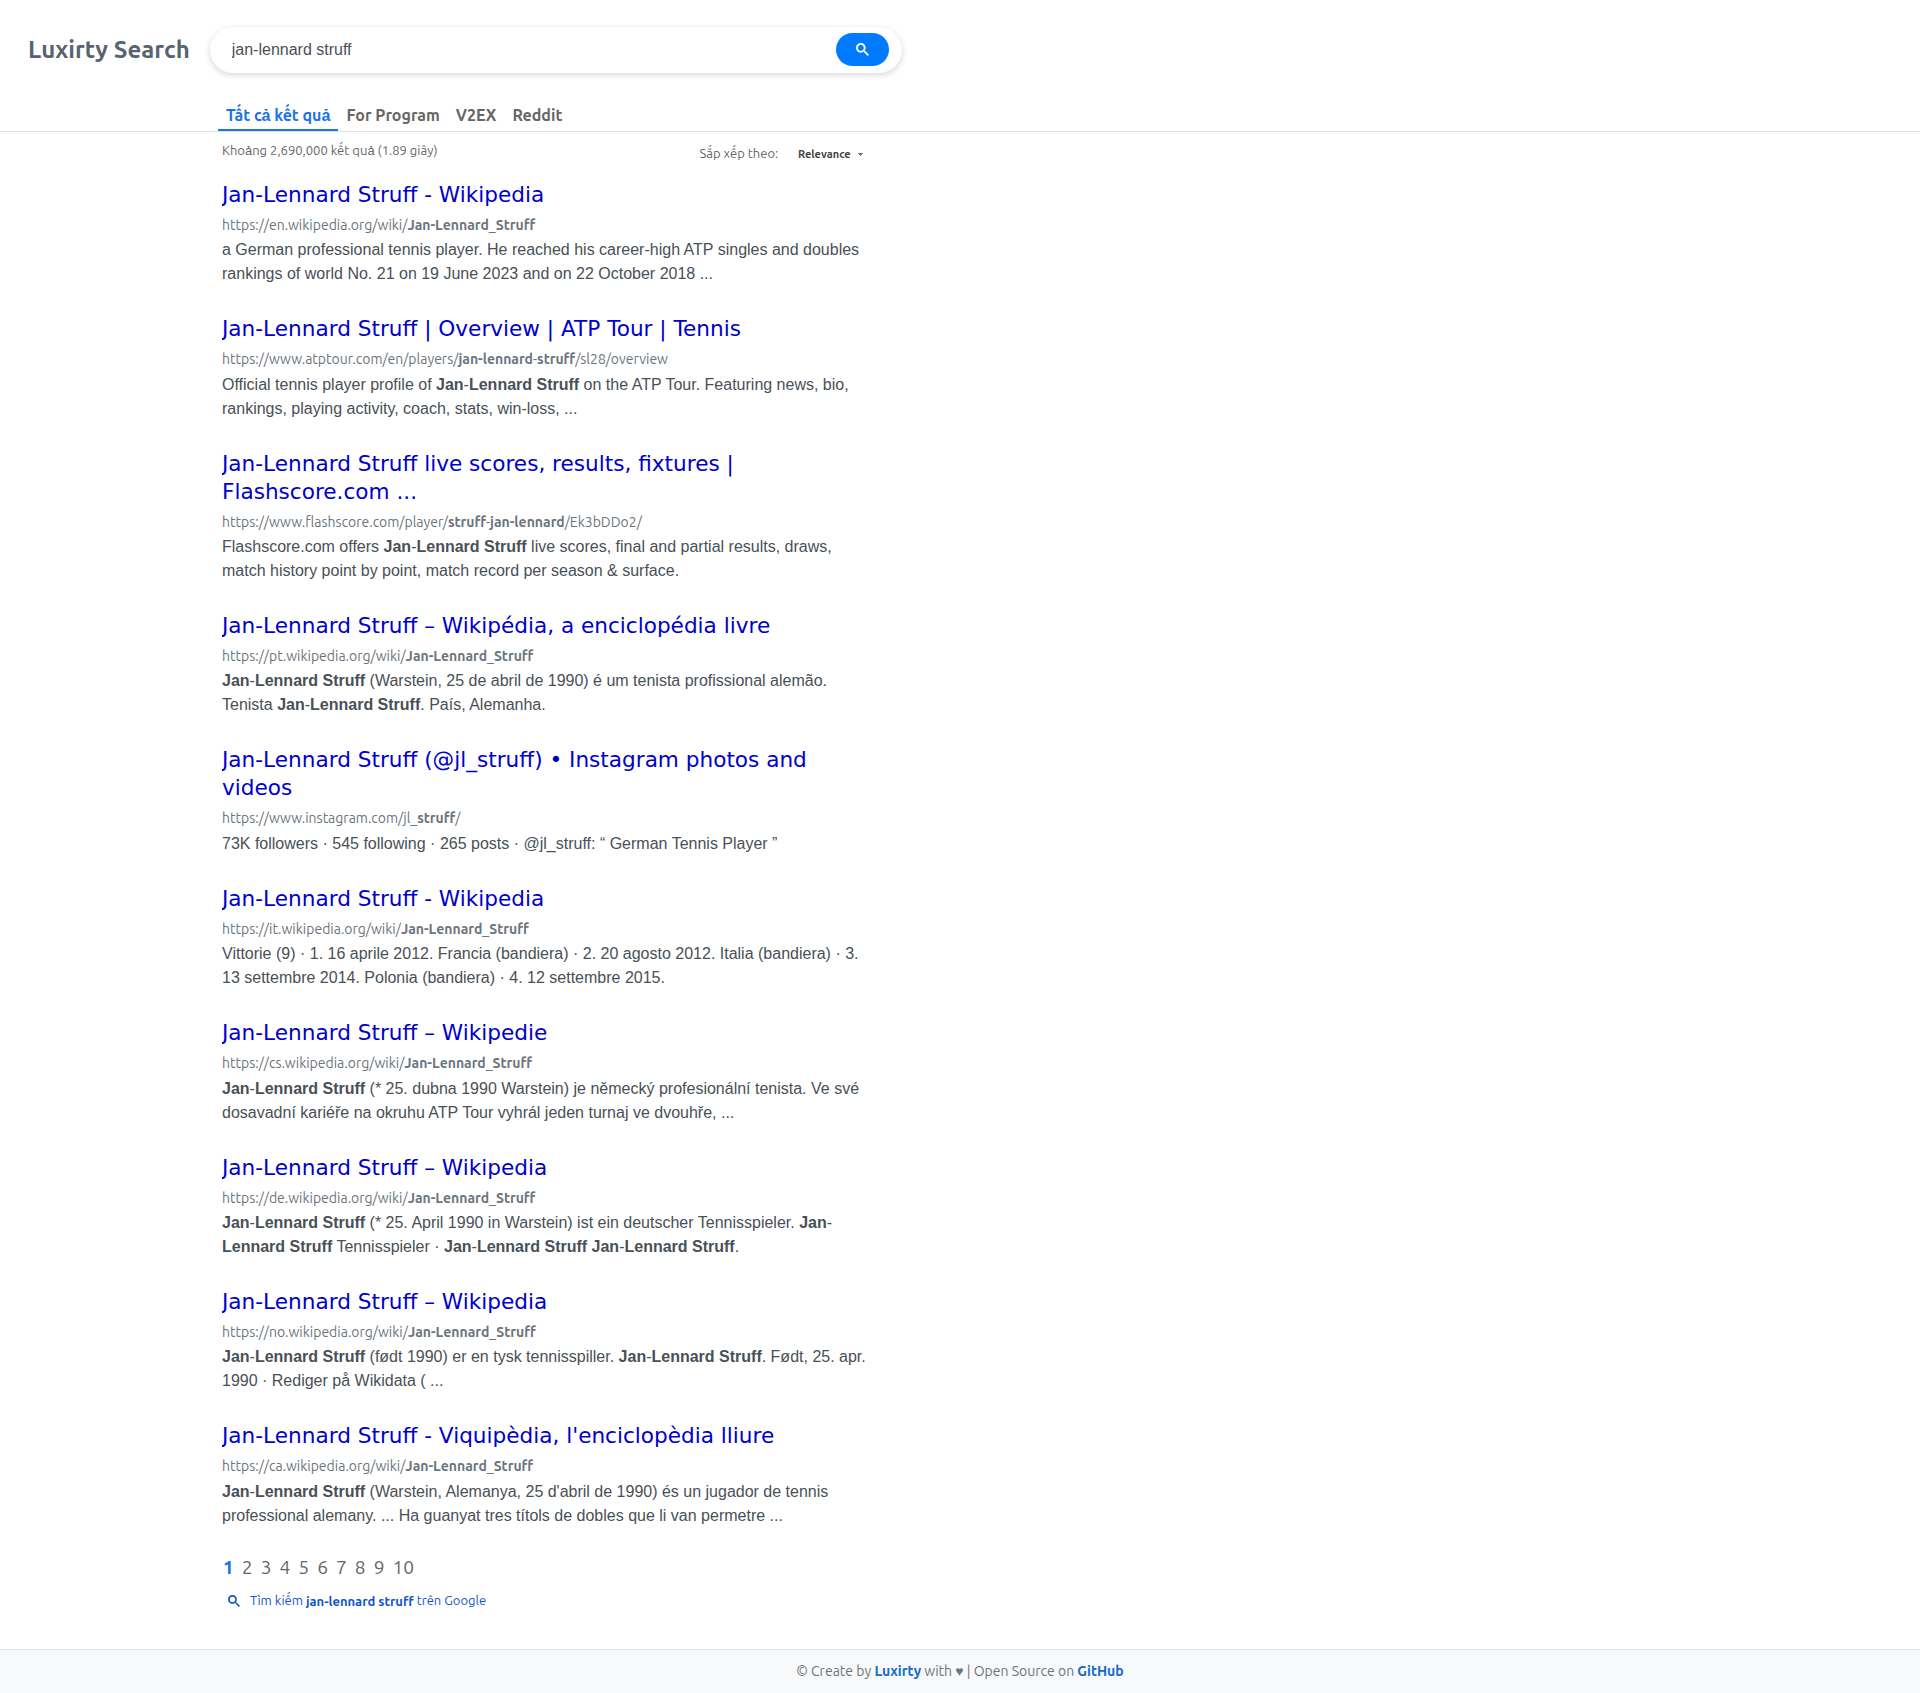 Luxirty Search
jan-lennard struff
Tất cả kết quả For Program V2EX Reddit
Khoảng 2,690,000 kết quả (1.89 giây)
Sắp xếp theo: Relevance
Jan-Lennard Struff - Wikipedia
https://en.wikipedia.org/wiki/Jan-Lennard_Struff
a German professional tennis player. He reached his career-high ATP singles and doubles
rankings of world No. 21 on 19 June 2023 and on 22 October 2018 ...
Jan-Lennard Struff | Overview | ATP Tour | Tennis
https://www.atptour.com/en/players/jan-lennard-struff/sl28/overview
Official tennis player profile of Jan-Lennard Struff on the ATP Tour. Featuring news, bio,
rankings, playing activity, coach, stats, win-loss, ...
Jan-Lennard Struff live scores, results, fixtures |
Flashscore.com ...
https://www.flashscore.com/player/struff-jan-lennard/Ek3bDDo2/
Flashscore.com offers Jan-Lennard Struff live scores, final and partial results, draws,
match history point by point, match record per season & surface.
Jan-Lennard Struff – Wikipédia, a enciclopédia livre
https://pt.wikipedia.org/wiki/Jan-Lennard_Struff
Jan-Lennard Struff (Warstein, 25 de abril de 1990) é um tenista profissional alemão.
Tenista Jan-Lennard Struff. País, Alemanha.
Jan-Lennard Struff (@jl_struff) • Instagram photos and
videos
https://www.instagram.com/jl_struff/
73K followers · 545 following · 265 posts · @jl_struff: “ German Tennis Player ”
Jan-Lennard Struff - Wikipedia
https://it.wikipedia.org/wiki/Jan-Lennard_Struff
Vittorie (9) · 1. 16 aprile 2012. Francia (bandiera) · 2. 20 agosto 2012. Italia (bandiera) · 3.
13 settembre 2014. Polonia (bandiera) · 4. 12 settembre 2015.
Jan-Lennard Struff – Wikipedie
https://cs.wikipedia.org/wiki/Jan-Lennard_Struff
Jan-Lennard Struff (* 25. dubna 1990 Warstein) je německý profesionální tenista. Ve své
dosavadní kariéře na okruhu ATP Tour vyhrál jeden turnaj ve dvouhře, ...
Jan-Lennard Struff – Wikipedia
https://de.wikipedia.org/wiki/Jan-Lennard_Struff
Jan-Lennard Struff (* 25. April 1990 in Warstein) ist ein deutscher Tennisspieler. Jan-
Lennard Struff Tennisspieler · Jan-Lennard Struff Jan-Lennard Struff.
Jan-Lennard Struff – Wikipedia
https://no.wikipedia.org/wiki/Jan-Lennard_Struff
Jan-Lennard Struff (født 1990) er en tysk tennisspiller. Jan-Lennard Struff. Født, 25. apr.
1990 · Rediger på Wikidata ( ...
Jan-Lennard Struff - Viquipèdia, l'enciclopèdia lliure
https://ca.wikipedia.org/wiki/Jan-Lennard_Struff
Jan-Lennard Struff (Warstein, Alemanya, 25 d'abril de 1990) és un jugador de tennis
professional alemany. ... Ha guanyat tres títols de dobles que li van permetre ...
1 2 3 4 5 6 7 8 9 10
Tìm kiếm jan-lennard struff trên Google
© Create by Luxirty with ♥ | Open Source on GitHub